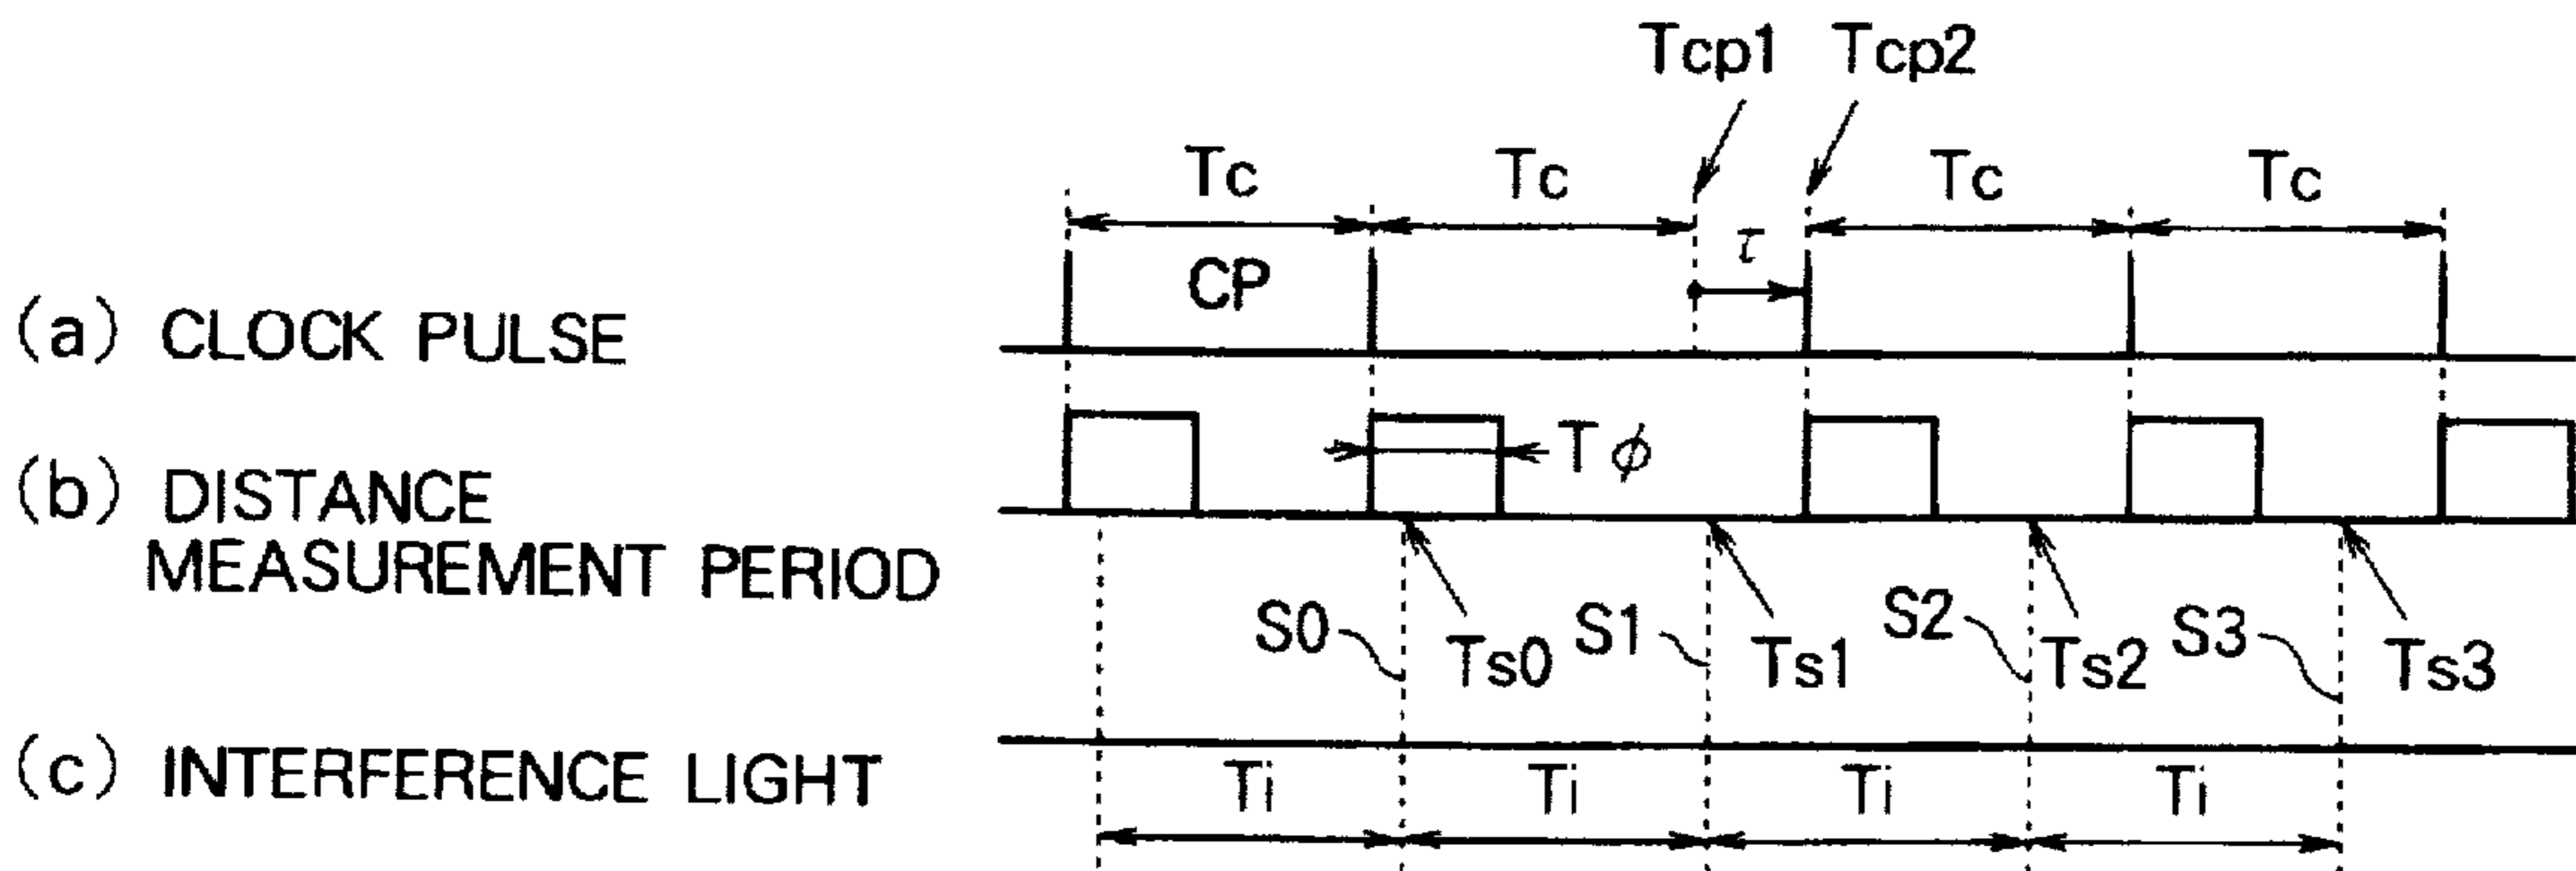 Tcp1 Tcp2
Tc Tc Tc Tc
τ
CP
(a) CLOCK PULSE
Tϕ
(b) DISTANCE
MEASUREMENT PERIOD
S0 Ts0 S1 Ts1 S2 Ts2 S3 Ts3
(c) INTERFERENCE LIGHT
Ti Ti Ti Ti